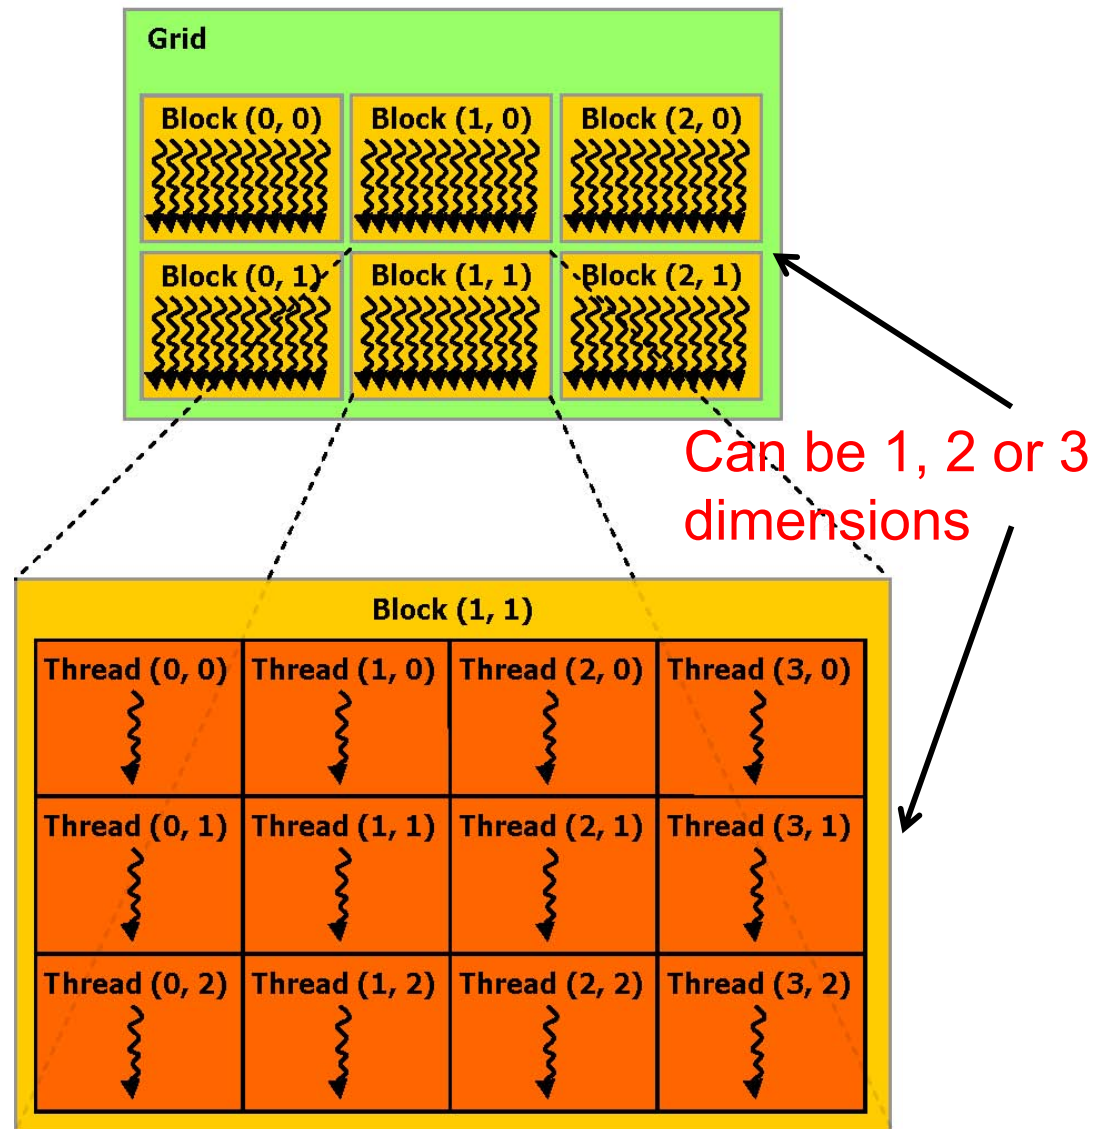 Grid
Block (0, 0) Block (1, 0) Block (2, 0)
Block (0, 1) Block (1, 1) Block (2, 1)
Can be 1, 2 or 3
dimensions
Block (1, 1)
Thread (0, 0) Thread (1, 0) Thread (2, 0) Thread (3, 0)
Thread (0, 1) Thread (1, 1) Thread (2, 1) Thread (3, 1)
Thread (0, 2) Thread (1, 2) Thread (2, 2) Thread (3, 2)